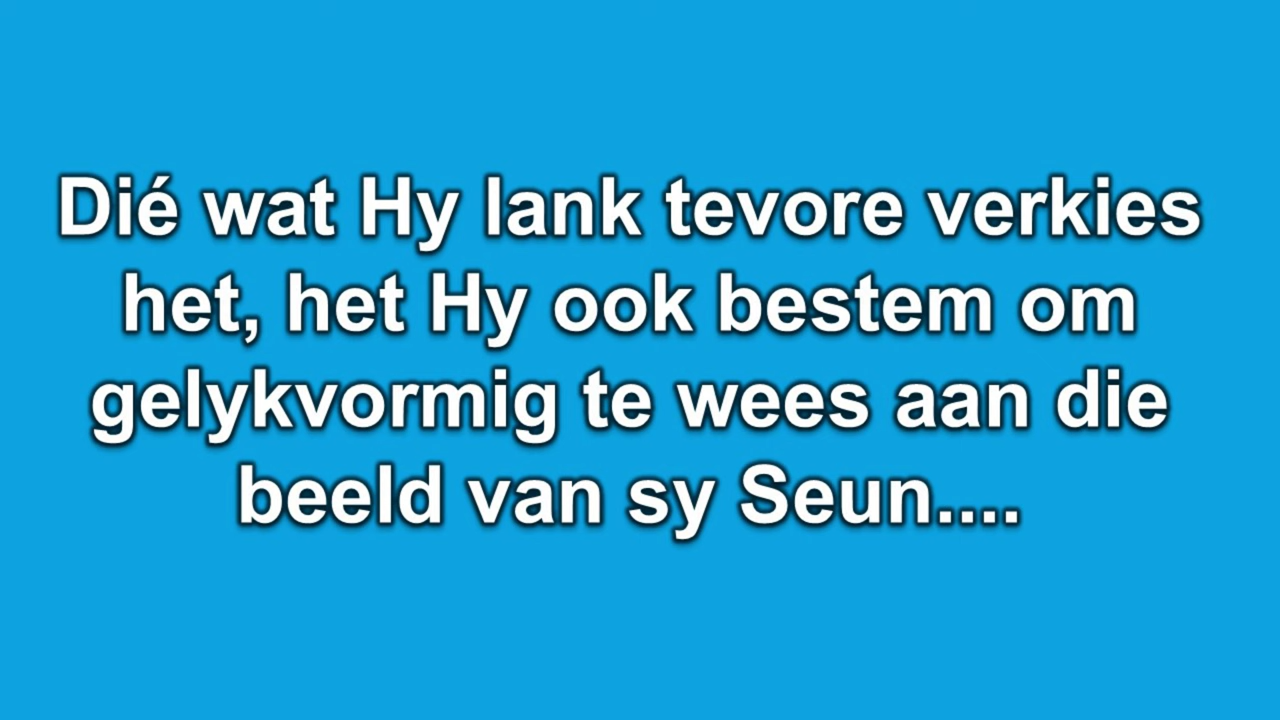 Dié wat Hy lank tevore verkies
het, het Hy ook bestem om
gelykvormig te wees aan die
beeld van sy Seun....